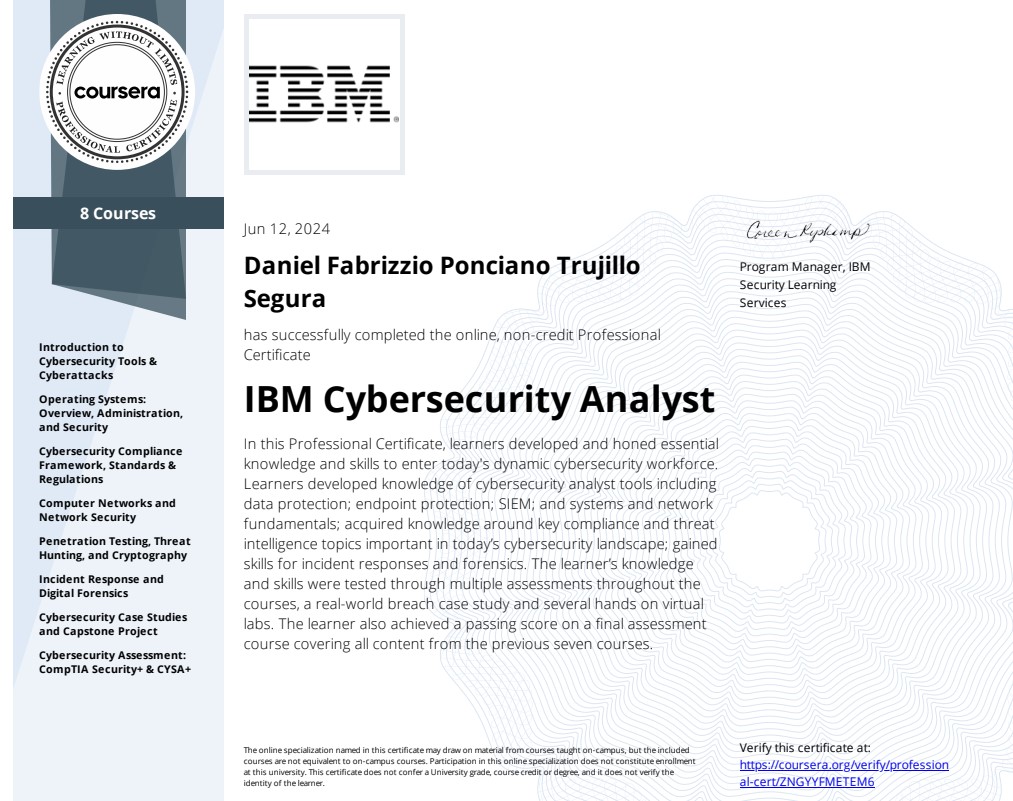 LEARNING WITHOUT LIMITS
coursera
PROFESSIONAL CERTIFICATE
IBM
8 Courses
Introduction to
Cybersecurity Tools &
Cyberattacks
Operating Systems:
Overview, Administration,
and Security
Cybersecurity Compliance
Framework, Standards &
Regulations
Computer Networks and
Network Security
Penetration Testing, Threat
Hunting, and Cryptography
Incident Response and
Digital Forensics
Cybersecurity Case Studies
and Capstone Project
Cybersecurity Assessment:
CompTIA Security+ & CYSA+
Jun 12, 2024
Daniel Fabrizzio Ponciano Trujillo
Segura
has successfully completed the online, non-credit Professional
Certificate
IBM Cybersecurity Analyst
In this Professional Certificate, learners developed and honed essential
knowledge and skills to enter today's dynamic cybersecurity workforce.
Learners developed knowledge of cybersecurity analyst tools including
data protection; endpoint protection; SIEM; and systems and network
fundamentals; acquired knowledge around key compliance and threat
intelligence topics important in today’s cybersecurity landscape; gained
skills for incident responses and forensics. The learner’s knowledge
and skills were tested through multiple assessments throughout the
courses, a real-world breach case study and several hands on virtual
labs. The learner also achieved a passing score on a final assessment
course covering all content from the previous seven courses.
The online specialization named in this certificate may draw on material from courses taught on-campus, but the included
courses are not equivalent to on-campus courses. Participation in this online specialization does not constitute enrollment
at this university. This certificate does not confer a University grade, course credit or degree, and it does not verify the
identity of the learner.
Program Manager, IBM
Security Learning
Services
Verify this certificate at:
https://coursera.org/verify/profession
al-cert/ZNGYYFMETEM6